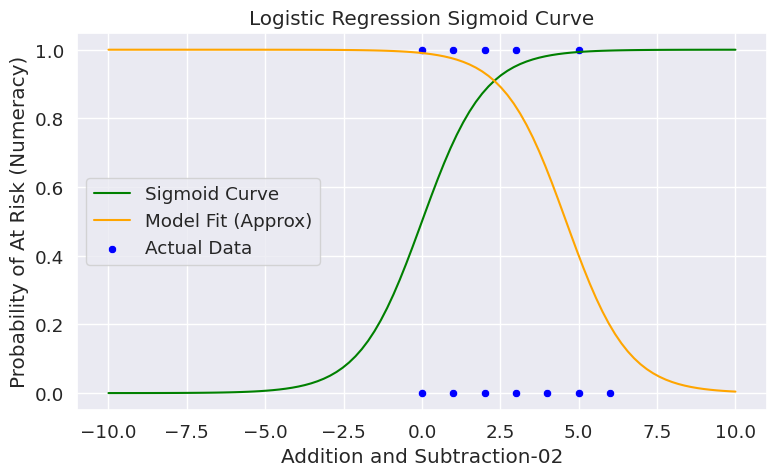 Logistic Regression Sigmoid Curve
Probability of At Risk (Numeracy)
1.0
0.8
0.6
0.4
0.2
0.0
Sigmoid Curve
Model Fit (Approx)
Actual Data
−10.0 −7.5 −5.0 −2.5 0.0 2.5 5.0 7.5 10.0
Addition and Subtraction-02